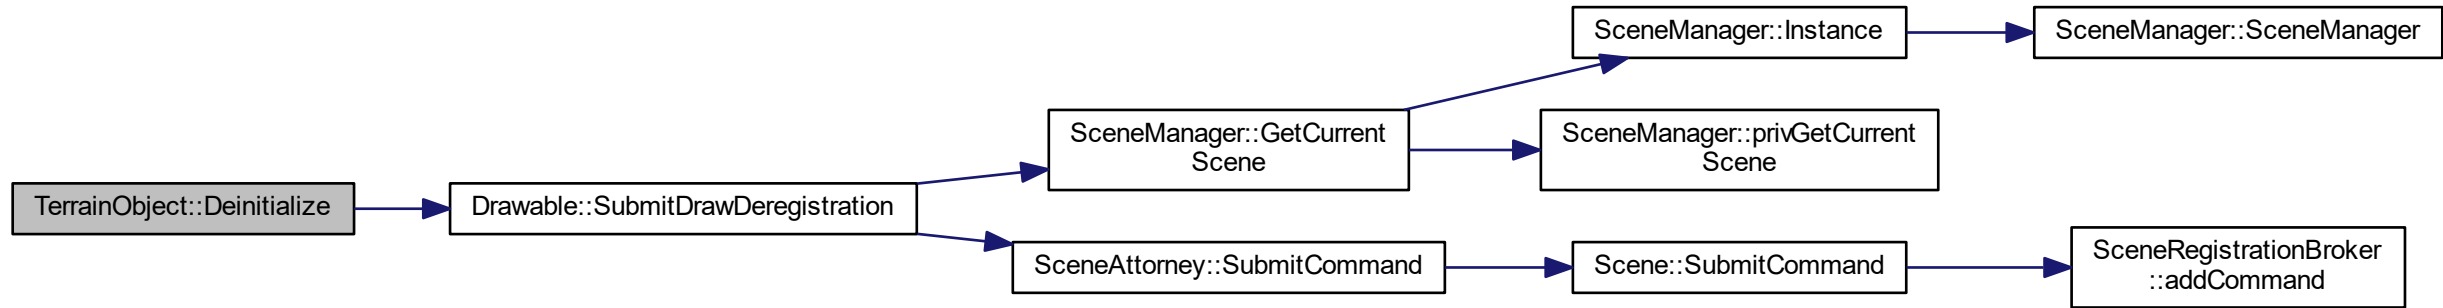 TerrainObject::Deinitialize
Drawable::SubmitDrawDeregistration
SceneManager::GetCurrent
Scene
SceneManager::Instance
SceneManager::SceneManager
SceneManager::privGetCurrent
Scene
SceneAttorney::SubmitCommand
Scene::SubmitCommand
SceneRegistrationBroker
::addCommand